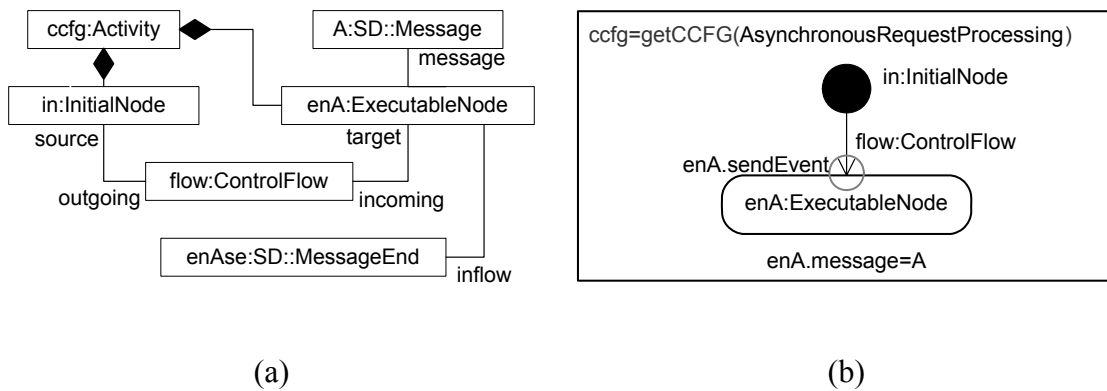 ccfg:Activity
A:SD::Message
message
in:InitialNode
enA:ExecutableNode
source
target
flow:ControlFlow
outgoing
incoming
enAse:SD::MessageEnd
inflow
(a)
ccfg=getCCFG(AsynchronousRequestProcessing)
in:InitialNode
flow:ControlFlow
enA.sendEvent
enA:ExecutableNode
enA.message=A
(b)